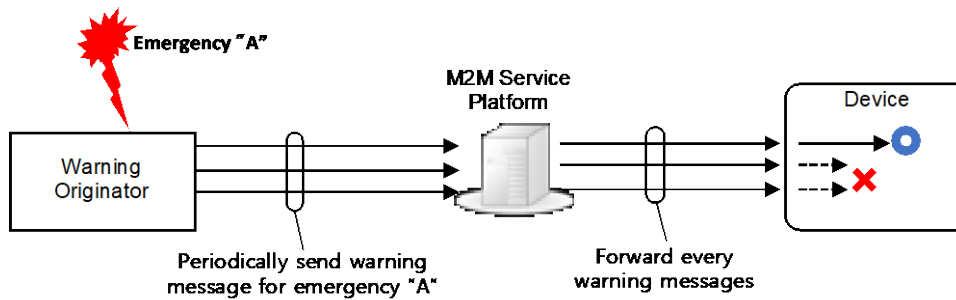 Emergency "A"
M2M Service
Platform
Device
Warning
Originator
Periodically send warning
message for emergency "A"
Forward every
warning messages